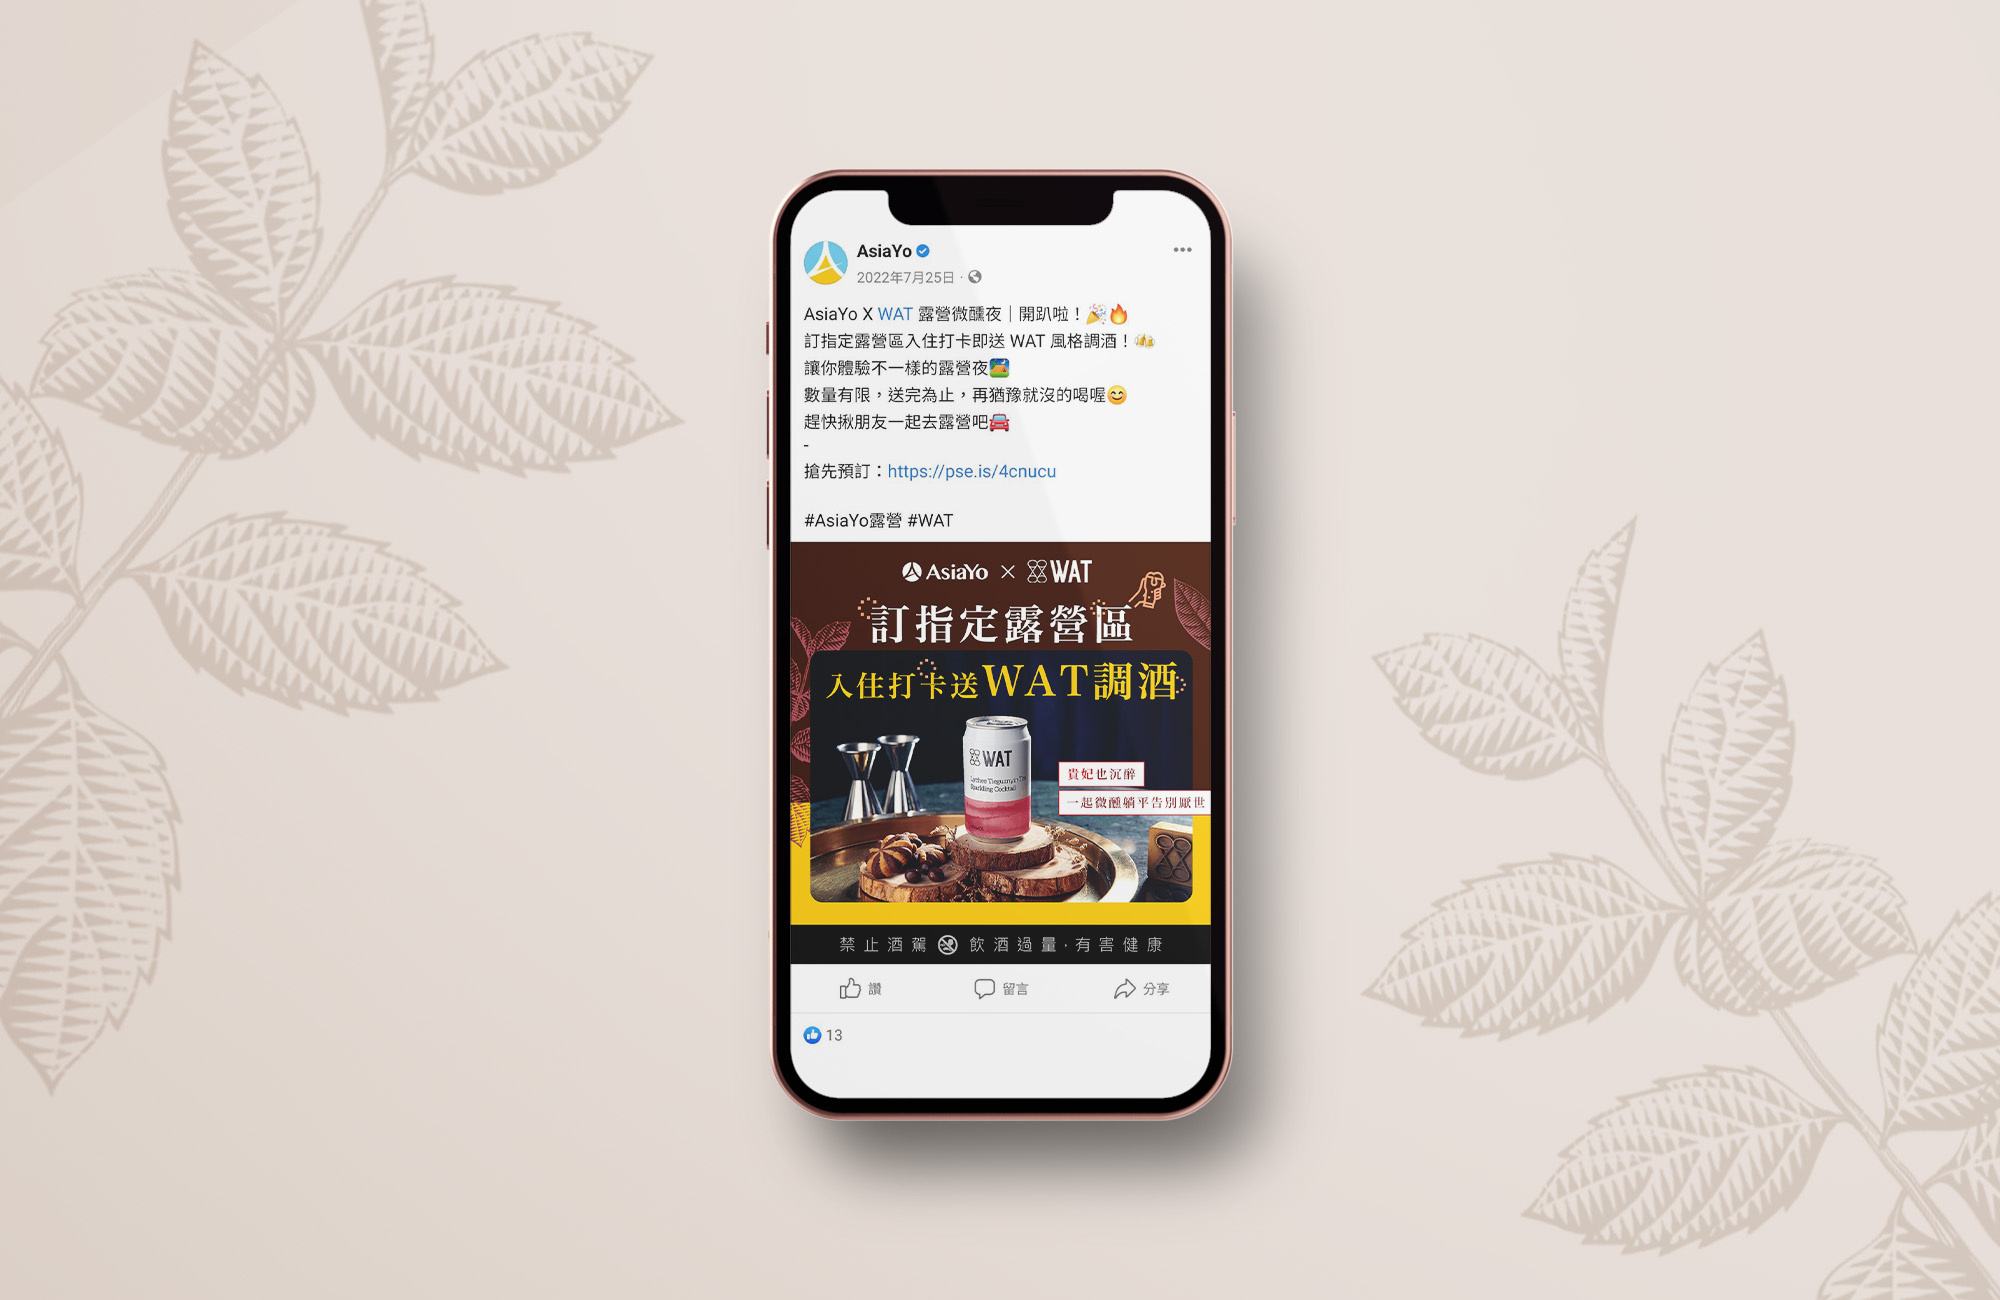 AsiaYo
2022年7月25日 ·
AsiaYo X WAT 露營微醺夜｜開趴啦！🎉🔥
訂指定露營區入住打卡即送 WAT 風格調酒！🍻
讓你體驗不一樣的露營夜🏕️
數量有限，送完為止，再猶豫就沒的喝喔😊
趕快揪朋友一起去露營吧🚘
-
搶先預訂：https://pse.is/4cnucu
#AsiaYo露營 #WAT
AsiaYo × WAT
訂指定露營區
入住打卡送WAT調酒
WAT
Lychee Tieguanyin Tea
Sparkling Cocktail
貴妃也沉醉
一起微醺躺平告別厭世
禁止酒駕 飲酒過量·有害健康
讚 留言 分享
13